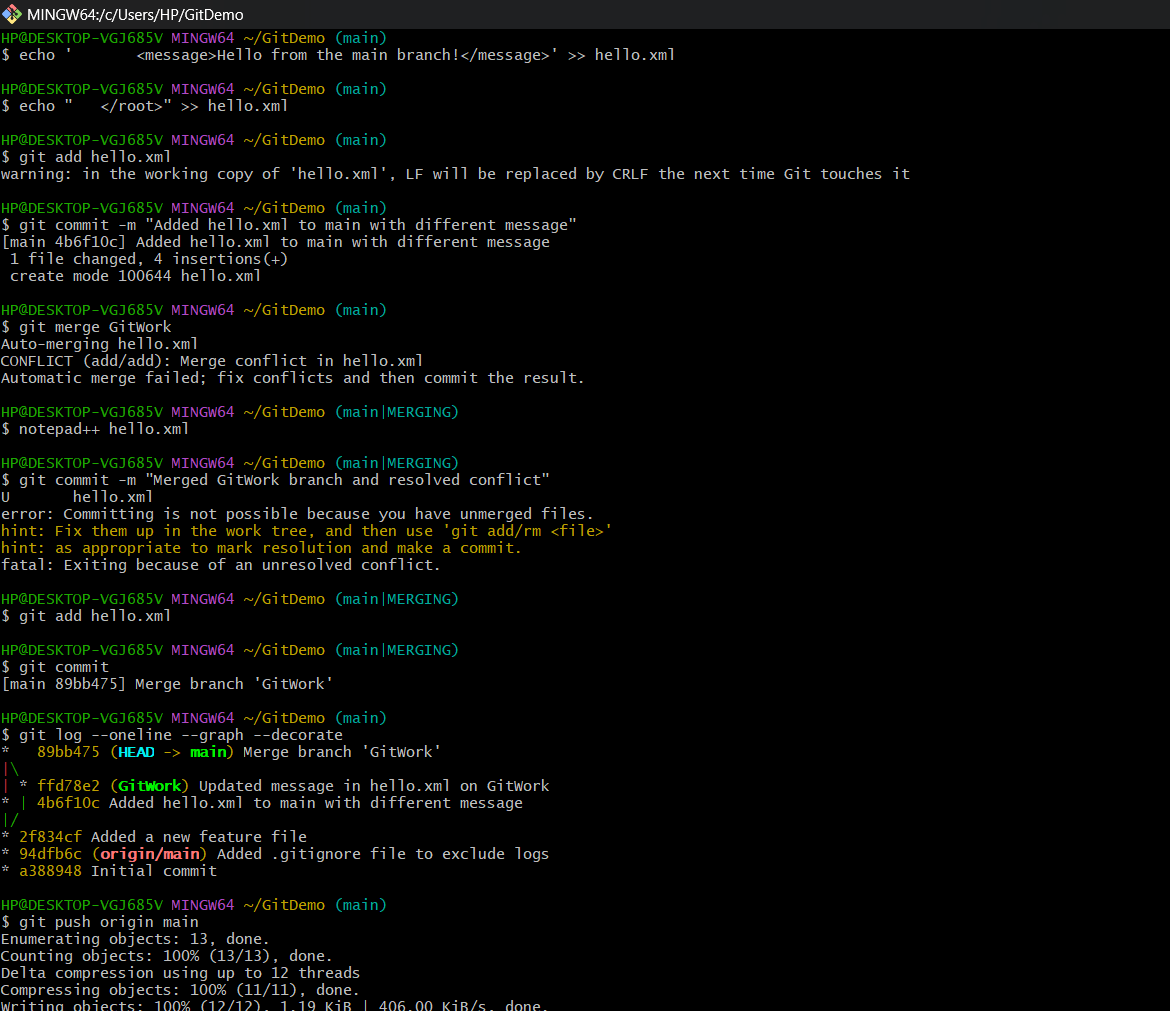 MINGW64:/c/Users/HP/GitDemo
HP@DESKTOP-VGJ685V MINGW64 ~/GitDemo (main)
$ echo '       <message>Hello from the main branch!</message>' >> hello.xml
HP@DESKTOP-VGJ685V MINGW64 ~/GitDemo (main)
$ echo "   </root>" >> hello.xml
HP@DESKTOP-VGJ685V MINGW64 ~/GitDemo (main)
$ git add hello.xml
warning: in the working copy of 'hello.xml', LF will be replaced by CRLF the next time Git touches it
HP@DESKTOP-VGJ685V MINGW64 ~/GitDemo (main)
$ git commit -m "Added hello.xml to main with different message"
[main 4b6f10c] Added hello.xml to main with different message
 1 file changed, 4 insertions(+)
 create mode 100644 hello.xml
HP@DESKTOP-VGJ685V MINGW64 ~/GitDemo (main)
$ git merge GitWork
Auto-merging hello.xml
CONFLICT (add/add): Merge conflict in hello.xml
Automatic merge failed; fix conflicts and then commit the result.
HP@DESKTOP-VGJ685V MINGW64 ~/GitDemo (main|MERGING)
$ notepad++ hello.xml
HP@DESKTOP-VGJ685V MINGW64 ~/GitDemo (main|MERGING)
$ git commit -m "Merged GitWork branch and resolved conflict"
U       hello.xml
error: Committing is not possible because you have unmerged files.
hint: Fix them up in the work tree, and then use 'git add/rm <file>'
hint: as appropriate to mark resolution and make a commit.
fatal: Exiting because of an unresolved conflict.
HP@DESKTOP-VGJ685V MINGW64 ~/GitDemo (main|MERGING)
$ git add hello.xml
HP@DESKTOP-VGJ685V MINGW64 ~/GitDemo (main|MERGING)
$ git commit
[main 89bb475] Merge branch 'GitWork'
HP@DESKTOP-VGJ685V MINGW64 ~/GitDemo (main)
$ git log --oneline --graph --decorate
*   89bb475 (HEAD -> main) Merge branch 'GitWork'
|\
| * ffd78e2 (GitWork) Updated message in hello.xml on GitWork
* | 4b6f10c Added hello.xml to main with different message
|/
* 2f834cf Added a new feature file
* 94dfb6c (origin/main) Added .gitignore file to exclude logs
* a388948 Initial commit
HP@DESKTOP-VGJ685V MINGW64 ~/GitDemo (main)
$ git push origin main
Enumerating objects: 13, done.
Counting objects: 100% (13/13), done.
Delta compression using up to 12 threads
Compressing objects: 100% (11/11), done.
Writing objects: 100% (12/12), 1.19 KiB | 406.00 KiB/s, done.